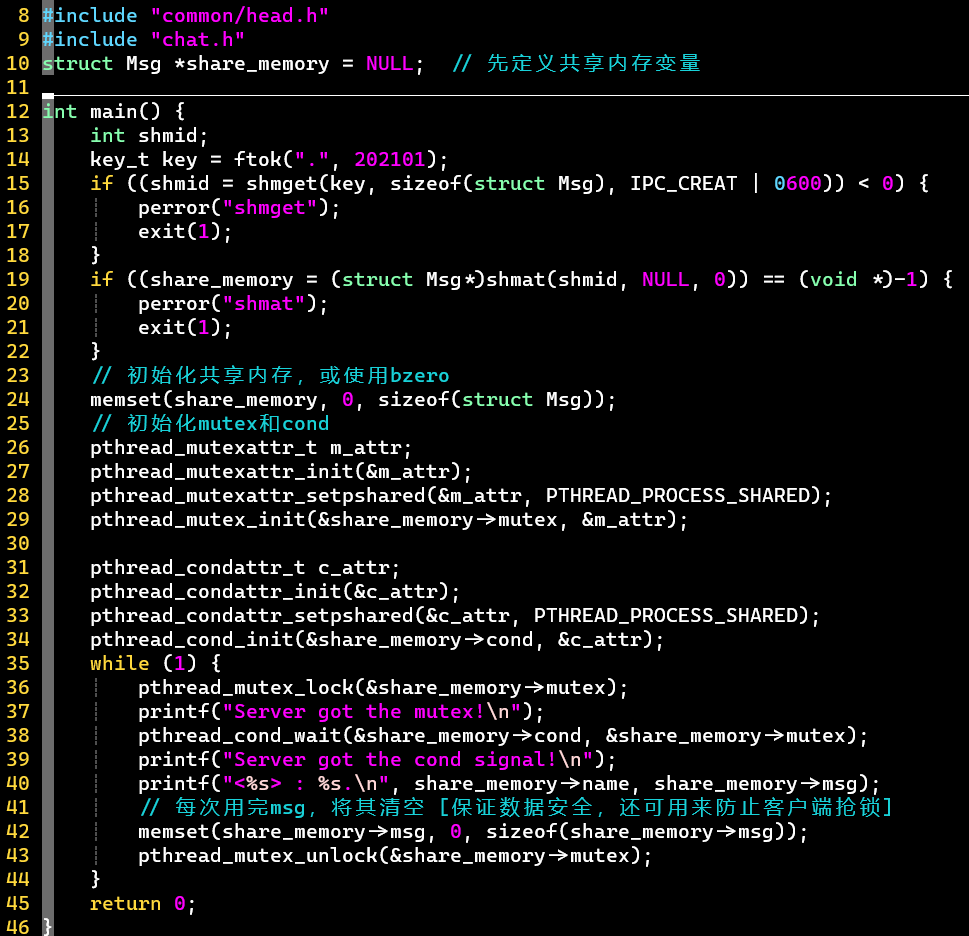 8 #include "common/head.h"
9 #include "chat.h"
10 struct Msg *share_memory = NULL;  // 先定义共享内存变量
11
12 int main() {
13     int shmid;
14     key_t key = ftok(".", 202101);
15     if ((shmid = shmget(key, sizeof(struct Msg), IPC_CREAT | 0600)) < 0) {
16         perror("shmget");
17         exit(1);
18     }
19     if ((share_memory = (struct Msg*)shmat(shmid, NULL, 0)) == (void *)-1) {
20         perror("shmat");
21         exit(1);
22     }
23     // 初始化共享内存，或使用bzero
24     memset(share_memory, 0, sizeof(struct Msg));
25     // 初始化mutex和cond
26     pthread_mutexattr_t m_attr;
27     pthread_mutexattr_init(&m_attr);
28     pthread_mutexattr_setpshared(&m_attr, PTHREAD_PROCESS_SHARED);
29     pthread_mutex_init(&share_memory->mutex, &m_attr);
30
31     pthread_condattr_t c_attr;
32     pthread_condattr_init(&c_attr);
33     pthread_condattr_setpshared(&c_attr, PTHREAD_PROCESS_SHARED);
34     pthread_cond_init(&share_memory->cond, &c_attr);
35     while (1) {
36         pthread_mutex_lock(&share_memory->mutex);
37         printf("Server got the mutex!\n");
38         pthread_cond_wait(&share_memory->cond, &share_memory->mutex);
39         printf("Server got the cond signal!\n");
40         printf("<%s> : %s.\n", share_memory->name, share_memory->msg);
41         // 每次用完msg，将其清空 [保证数据安全，还可用来防止客户端抢锁]
42         memset(share_memory->msg, 0, sizeof(share_memory->msg));
43         pthread_mutex_unlock(&share_memory->mutex);
44     }
45     return 0;
46 }